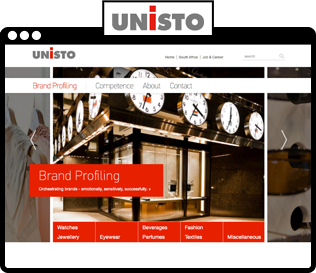 UNiSTO
UNiSTO
Home | South Africa | Job & Career
search
Brand Profiling Competence About Contact
Brand Profiling
Orchestrating brands - emotionally, sensitively, successfully.
Watches Beverages Fashion
Jewellery Eyewear Perfumes Textiles Miscellaneous